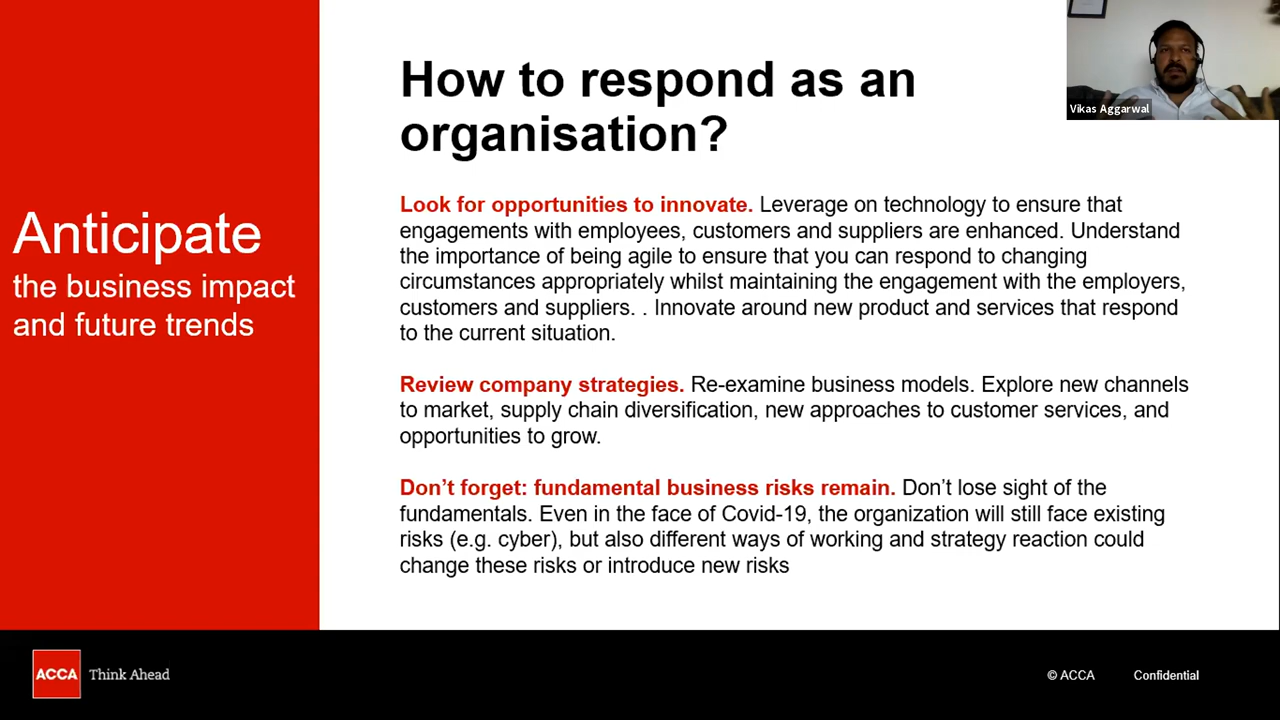 Anticipate
the business impact
and future trends
How to respond as an
organisation?
Look for opportunities to innovate. Leverage on technology to ensure that
engagements with employees, customers and suppliers are enhanced. Understand
the importance of being agile to ensure that you can respond to changing
circumstances appropriately whilst maintaining the engagement with the employers,
customers and suppliers. . Innovate around new product and services that respond
to the current situation.
Review company strategies. Re-examine business models. Explore new channels
to market, supply chain diversification, new approaches to customer services, and
opportunities to grow.
Don’t forget: fundamental business risks remain. Don’t lose sight of the
fundamentals. Even in the face of Covid-19, the organization will still face existing
risks (e.g. cyber), but also different ways of working and strategy reaction could
change these risks or introduce new risks
Vikas Aggarwal
ACCA Think Ahead
© ACCA Confidential